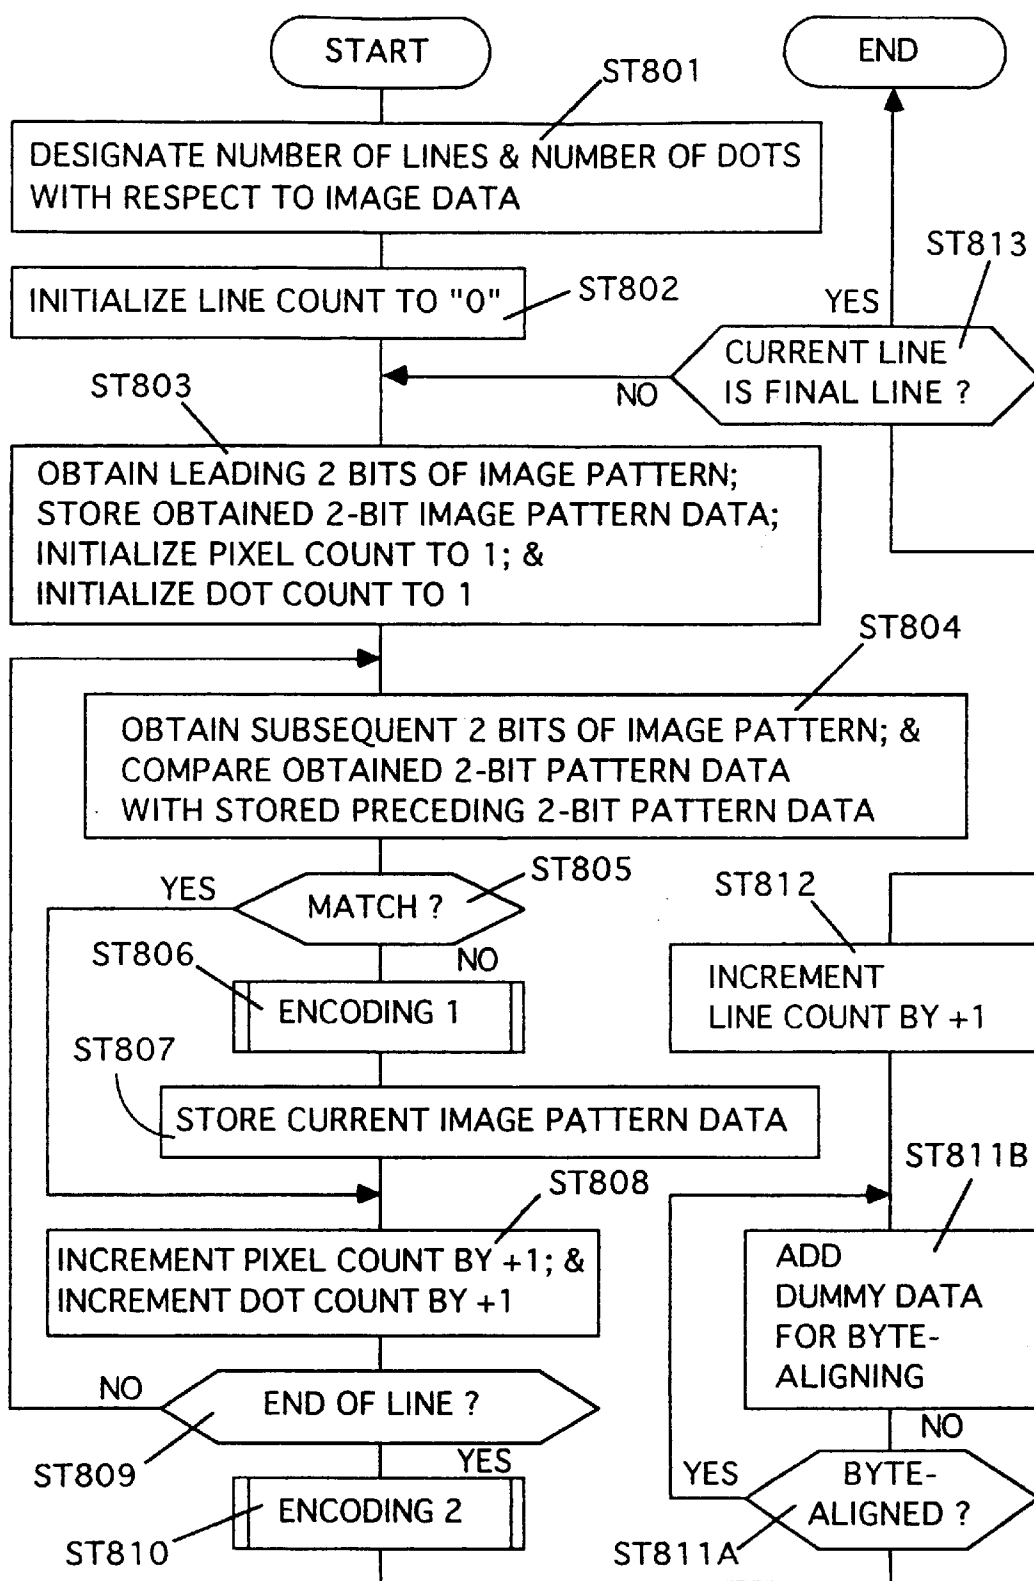 START
ST801
DESIGNATE NUMBER OF LINES & NUMBER OF DOTS
WITH RESPECT TO IMAGE DATA
INITIALIZE LINE COUNT TO "0"
ST802
ST803
OBTAIN LEADING 2 BITS OF IMAGE PATTERN;
STORE OBTAINED 2-BIT IMAGE PATTERN DATA;
INITIALIZE PIXEL COUNT TO 1; &
INITIALIZE DOT COUNT TO 1
ST804
OBTAIN SUBSEQUENT 2 BITS OF IMAGE PATTERN; &
COMPARE OBTAINED 2-BIT PATTERN DATA
WITH STORED PRECEDING 2-BIT PATTERN DATA
ST805
YES
MATCH ?
NO
ST806
ENCODING 1
ST807
STORE CURRENT IMAGE PATTERN DATA
ST808
INCREMENT PIXEL COUNT BY +1; &
INCREMENT DOT COUNT BY +1
NO
END OF LINE ?
ST809
YES
ENCODING 2
ST810
END
ST813
YES
CURRENT LINE
IS FINAL LINE ?
NO
ST812
INCREMENT
LINE COUNT BY +1
ST811B
ADD
DUMMY DATA
FOR BYTE-
ALIGNING
NO
YES
BYTE-
ALIGNED ?
ST811A